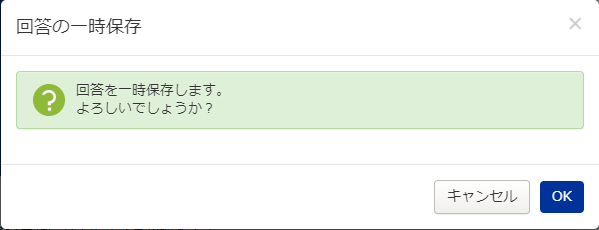 回答の一時保存
×
回答を一時保存します。
よろしいでしょうか？
キャンセル
OK